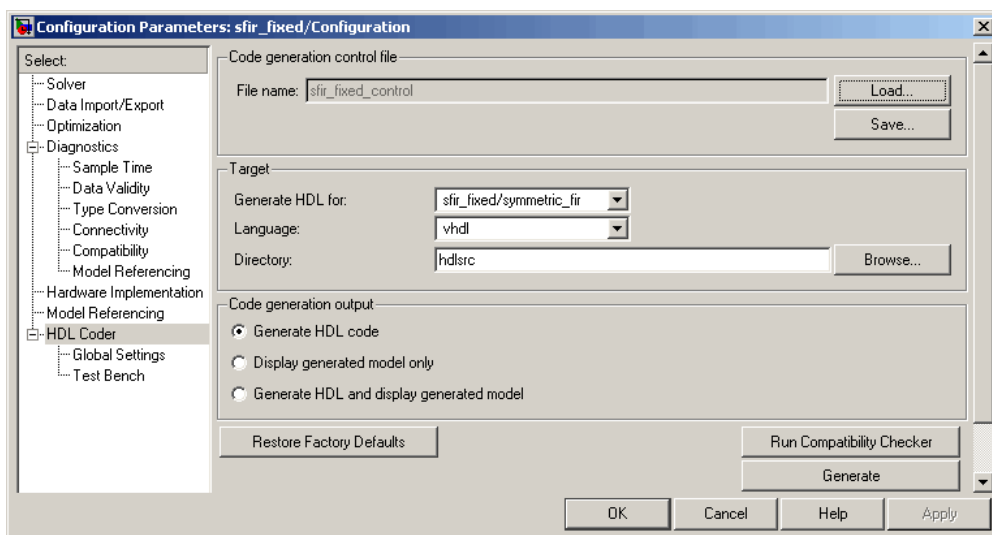 Configuration Parameters: sfir_fixed/Configuration
Select:
Solver
Data Import/Export
Optimization
Diagnostics
Sample Time
Data Validity
Type Conversion
Connectivity
Compatibility
Model Referencing
Hardware Implementation
Model Referencing
HDL Coder
Global Settings
Test Bench
Code generation control file
File name: sfir_fixed_control
Load...
Save...
Target
Generate HDL for: sfir_fixed/symmetric_fir
Language: vhdl
Directory: hdlsrc Browse...
Code generation output
Generate HDL code
Display generated model only
Generate HDL and display generated model
Restore Factory Defaults Run Compatibility Checker
Generate
OK Cancel Help Apply